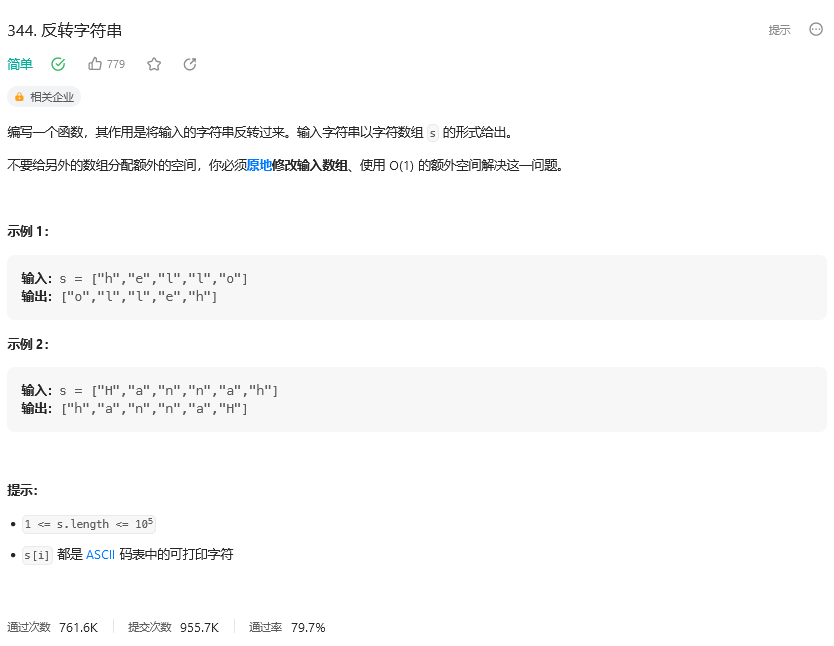 344. 反转字符串
提示
简单
779
相关企业
编写一个函数，其作用是将输入的字符串反转过来。输入字符串以字符数组 s 的形式给出。
不要给另外的数组分配额外的空间，你必须原地修改输入数组、使用 O(1) 的额外空间解决这一问题。
示例 1：
输入：s = ["h","e","l","l","o"]
输出：["o","l","l","e","h"]
示例 2：
输入：s = ["H","a","n","n","a","h"]
输出：["h","a","n","n","a","H"]
提示：
1 <= s.length <= 10⁵
s[i] 都是 ASCII 码表中的可打印字符
通过次数 761.6K 提交次数 955.7K 通过率 79.7%